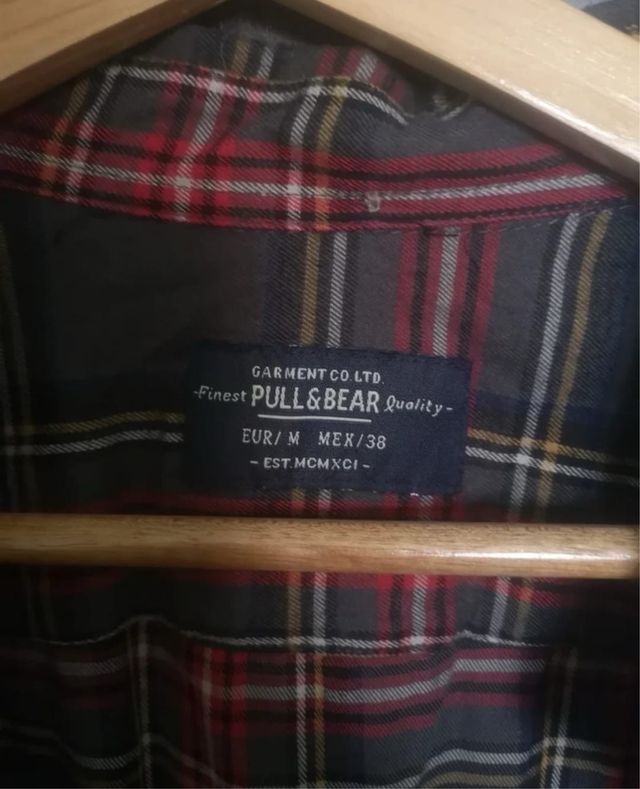 GARMENT CO.LTD.
-Finest PULL&BEAR Quality-
EUR/ M MEX/38
- EST.MCMXCI -